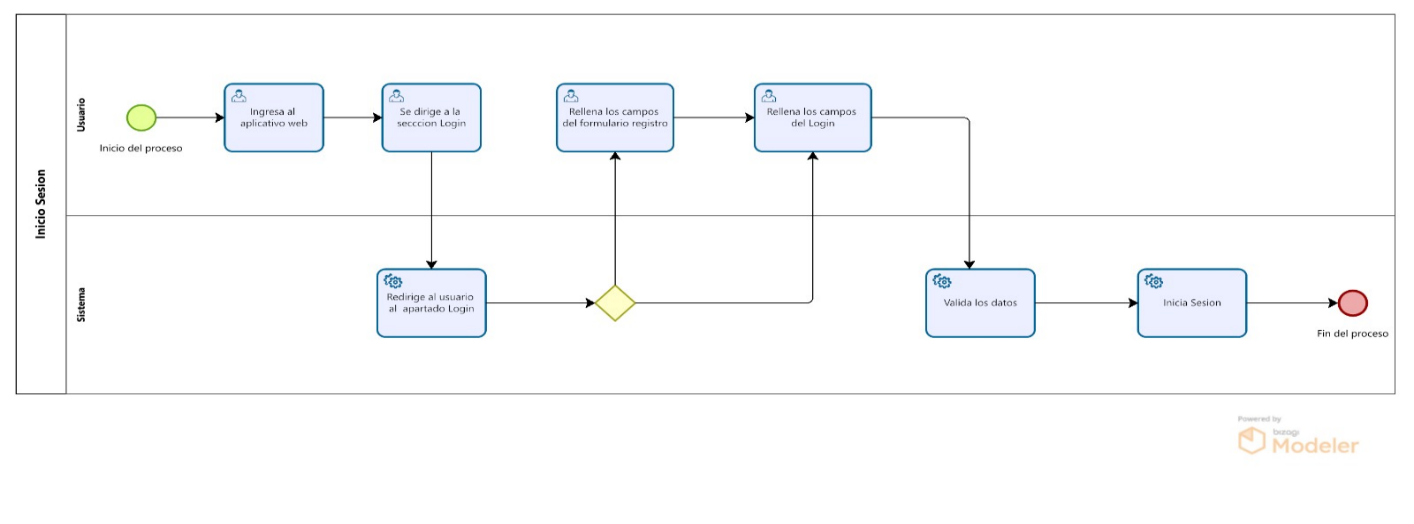 Inicio Sesion
Usuario
Inicio del proceso
Ingresa al
aplicativo web
Se dirige a la
secccion Login
Rellena los campos
del formulario registro
Rellena los campos
del Login
Sistema
Redirige al usuario
al apartado Login
Valida los datos
Inicia Sesion
Fin del proceso
Powered by
bizagi
Modeler